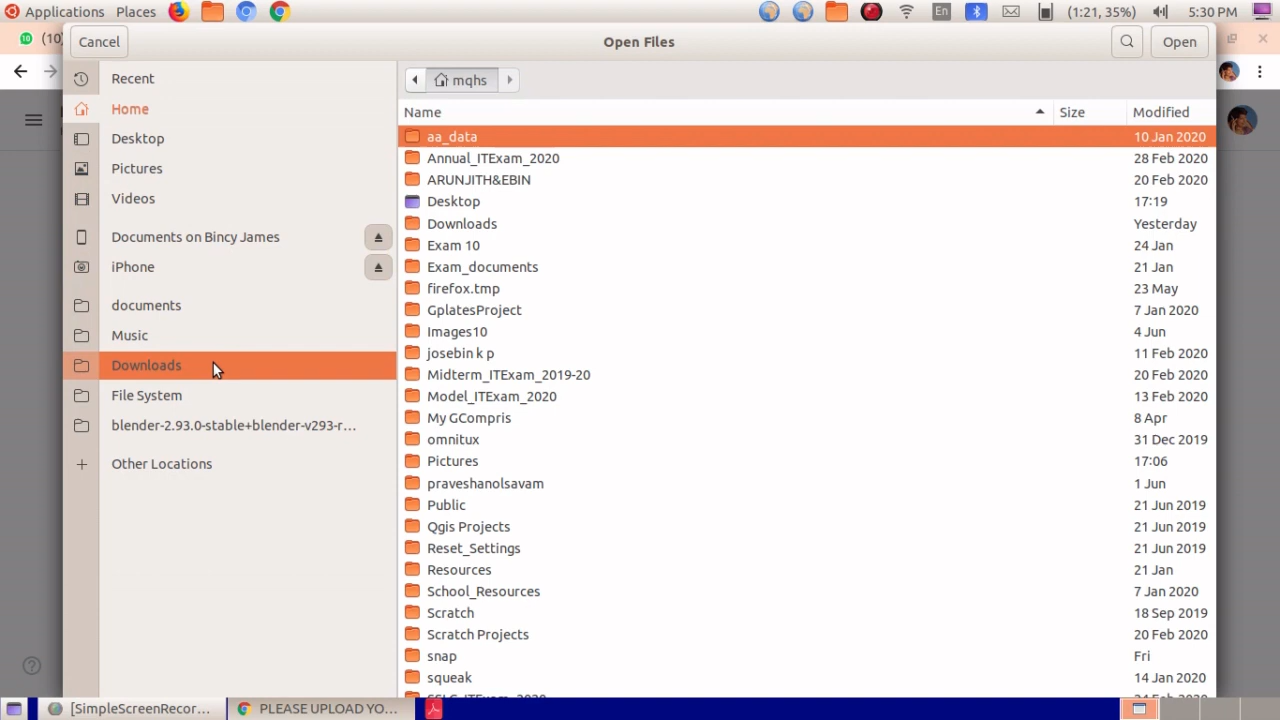 Applications Places En (1:21, 35%) 5:30 PM
(10)
Cancel Open Files Open
Recent
Home
Desktop
Pictures
Videos
Documents on Bincy James
iPhone
documents
Music
Downloads
File System
blender-2.93.0-stable+blender-v293-r...
Other Locations
mqhs
Name Size Modified
aa_data 10 Jan 2020
Annual_ITExam_2020 28 Feb 2020
ARUNJITH&EBIN 20 Feb 2020
Desktop 17:19
Downloads Yesterday
Exam 10 24 Jan
Exam_documents 21 Jan
firefox.tmp 23 May
GplatesProject 7 Jan 2020
Images10 4 Jun
josebin k p 11 Feb 2020
Midterm_ITExam_2019-20 20 Feb 2020
Model_ITExam_2020 13 Feb 2020
My GCompris 8 Apr
omnitux 31 Dec 2019
Pictures 17:06
praveshanolsavam 1 Jun
Public 21 Jun 2019
Qgis Projects 21 Jun 2019
Reset_Settings 21 Jun 2019
Resources 21 Jan
School_Resources 7 Jan 2020
Scratch 18 Sep 2019
Scratch Projects 20 Feb 2020
snap Fri
squeak 14 Jan 2020
SSLC_ITExam_2020 24 Feb 2020
[SimpleScreenRecor... PLEASE UPLOAD YO...